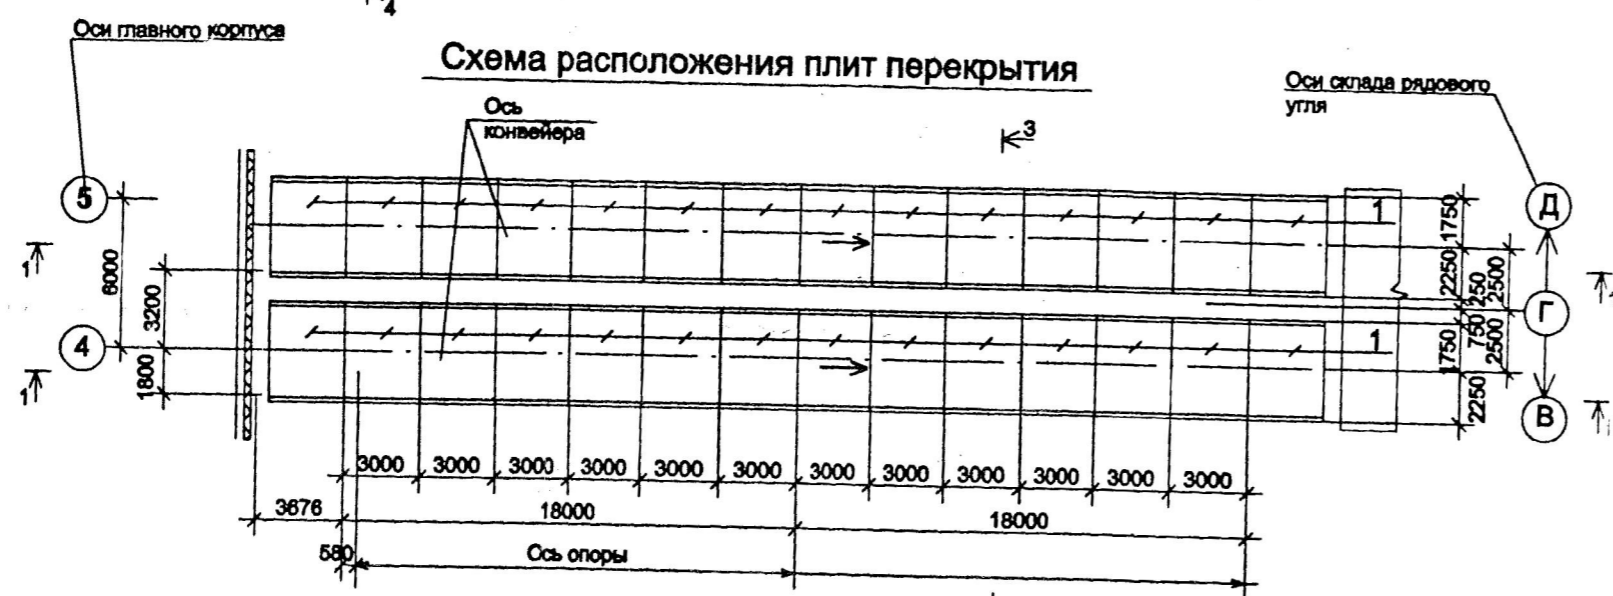 4
Оси главного корпуса
Схема расположения плит перекрытия
Оси склада рядового
угля
Ось
конвейера
3
5
1
1750
Д
1
6000
3200
2250
250
2500
Г
4
1
1750
750
2500
1800
1
2250
В
3000 3000 3000 3000 3000 3000 3000 3000 3000 3000 3000 3000
3676 18000 18000
580 Ось опоры